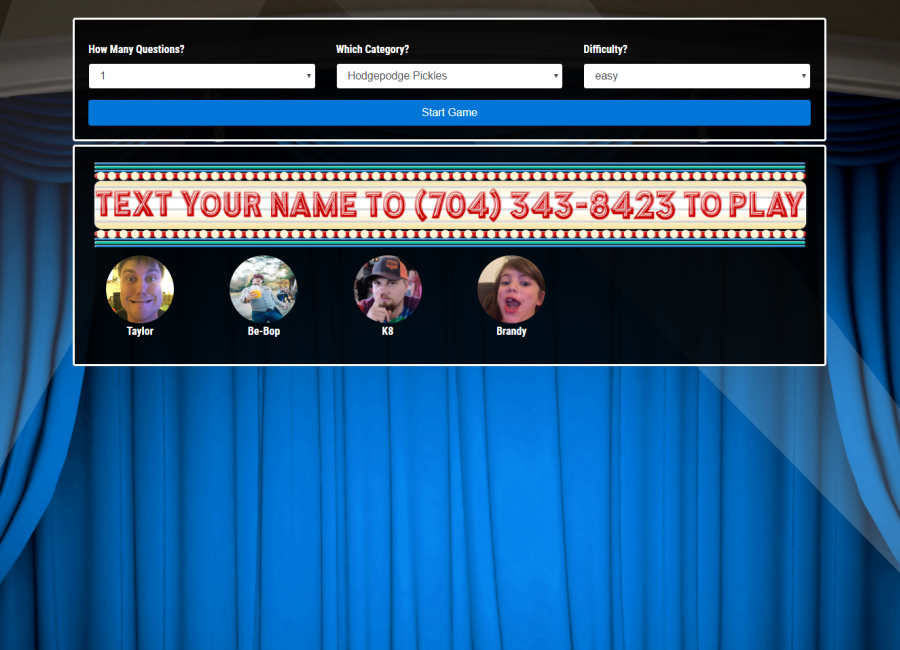 How Many Questions? Which Category? Difficulty?
1 Hodgepodge Pickles easy
Start Game
TEXT YOUR NAME TO (704) 343-8423 TO PLAY
Taylor Be-Bop K8 Brandy